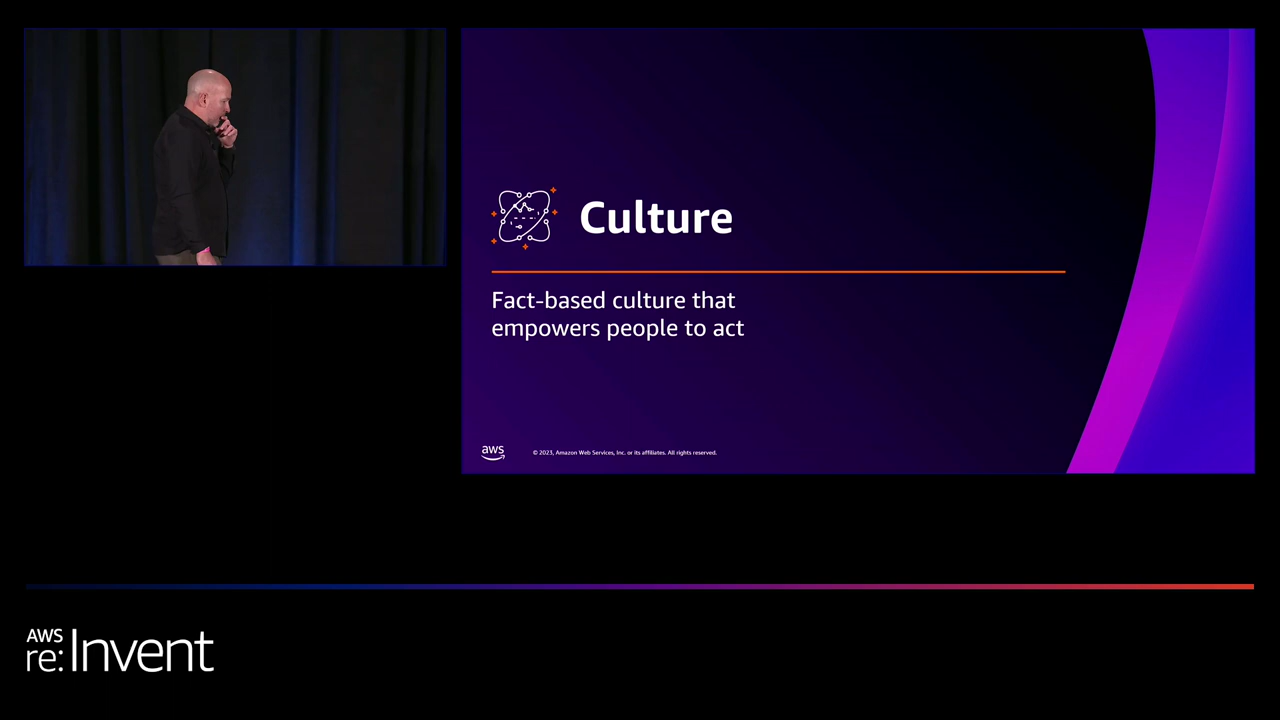 Culture
Fact-based culture that
empowers people to act
aws
© 2023, Amazon Web Services, Inc. or its affiliates. All rights reserved.
AWS
re:Invent